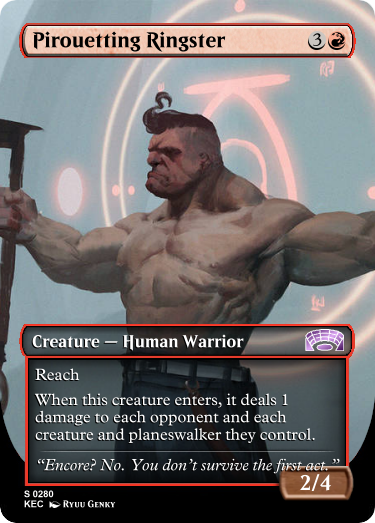 Pirouetting Ringster 3
Creature — Human Warrior
Reach
When this creature enters, it deals 1
damage to each opponent and each
creature and planeswalker they control.
“Encore? No. You don’t survive the first act.”
2/4
S 0280
KEC Ryuu Genky